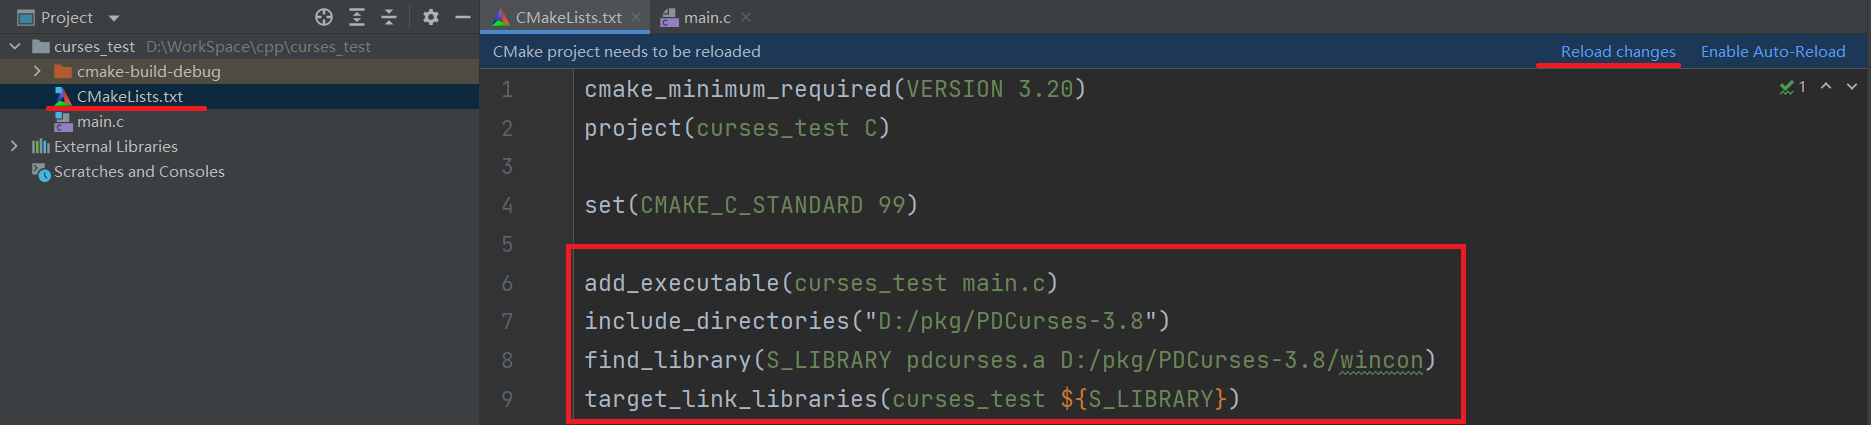 Project
curses_test D:\WorkSpace\cpp\curses_test
cmake-build-debug
CMakeLists.txt
main.c
External Libraries
Scratches and Consoles
CMakeLists.txt main.c
CMake project needs to be reloaded Reload changes Enable Auto-Reload
1 cmake_minimum_required(VERSION 3.20) 1
2 project(curses_test C)
3
4 set(CMAKE_C_STANDARD 99)
5
6 add_executable(curses_test main.c)
7 include_directories("D:/pkg/PDCurses-3.8")
8 find_library(S_LIBRARY pdcurses.a D:/pkg/PDCurses-3.8/wincon)
9 target_link_libraries(curses_test ${S_LIBRARY})